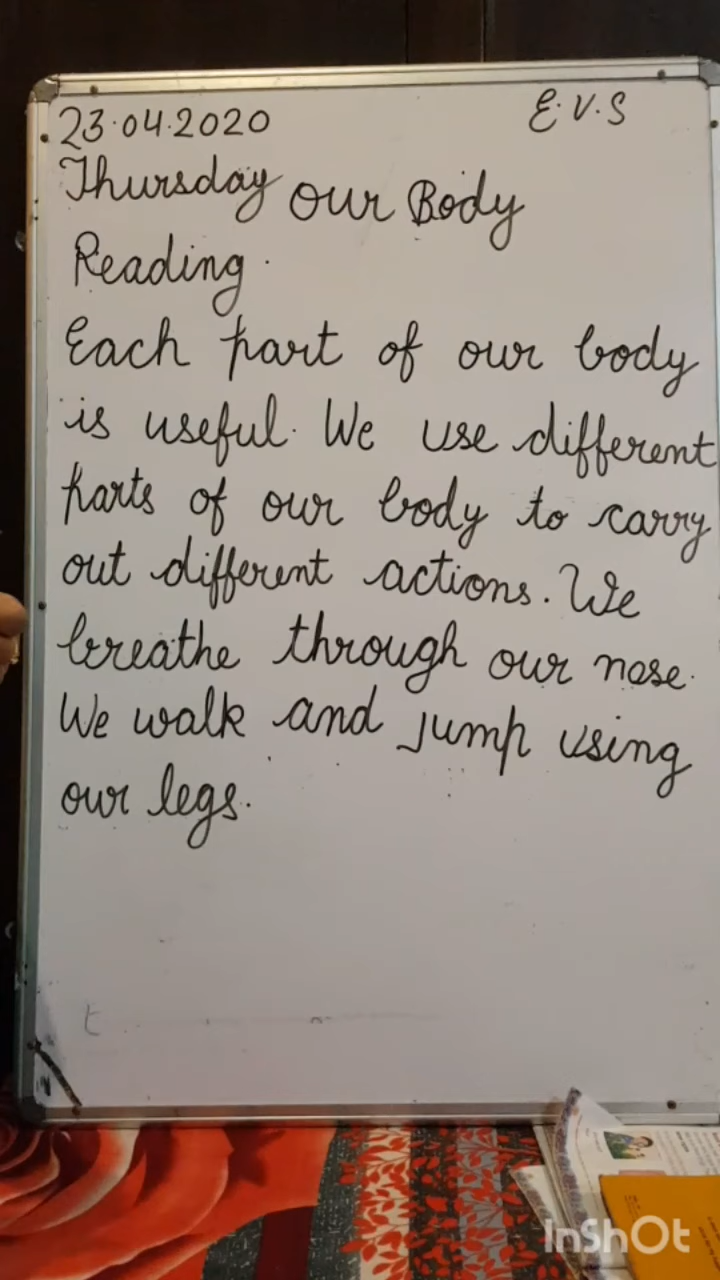 23.04.2020 E.V.S
Thursday Our Body
Reading.
Each part of our body
is useful. We use different
parts of our body to carry
out different actions. We
breathe through our nose.
We walk and jump using
our legs.
t
InShOt